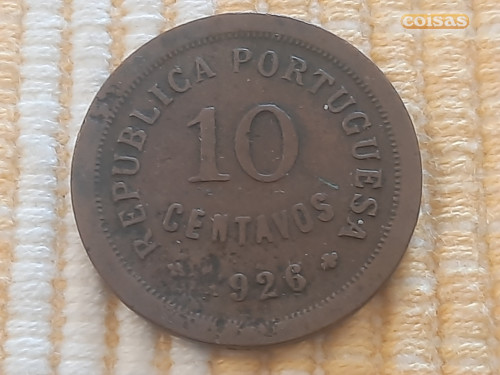 coisas
REPUBLICA PORTUGUESA
10
CENTAVOS
* 926 *